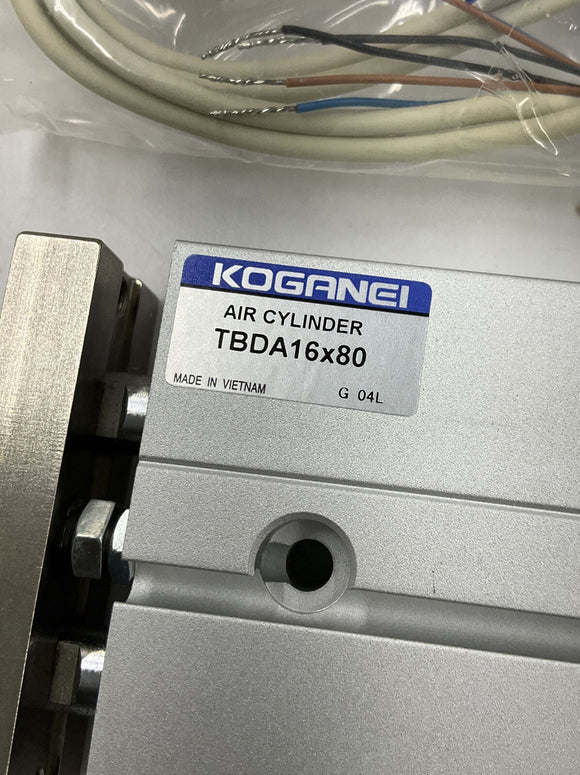 KOGANEI
AIR CYLINDER
TBDA16x80
MADE IN VIETNAM G 04L